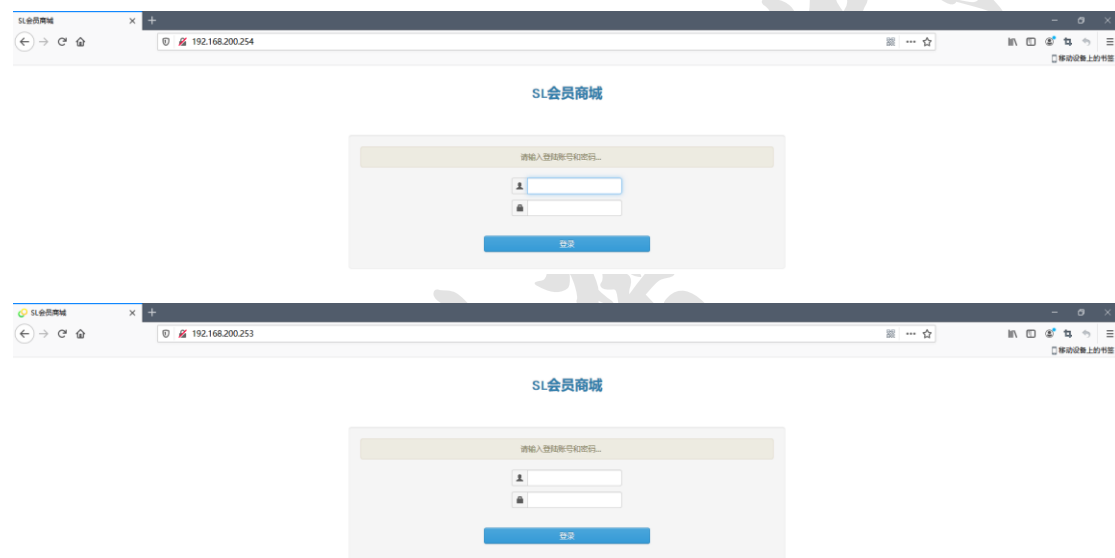 SL会员商城
192.168.200.254
移动设备上的书签
SL会员商城
请输入登陆账号和密码...
登录
SL会员商城
192.168.200.253
移动设备上的书签
SL会员商城
请输入登陆账号和密码...
登录